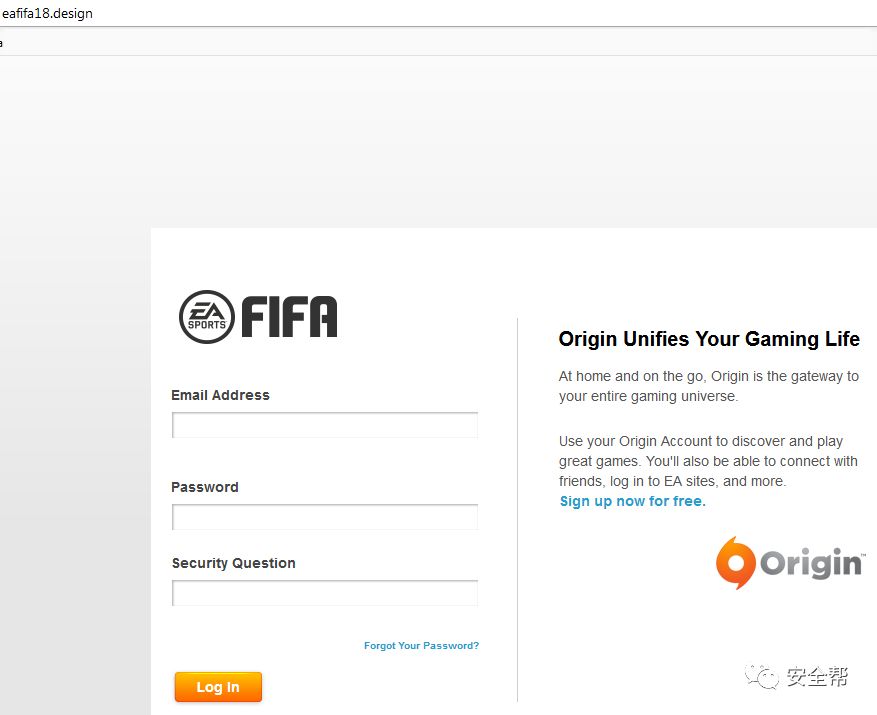 eafifa18.design
a
EA
SPORTS
FIFA
Email Address
Password
Security Question
Forgot Your Password?
Log In
Origin Unifies Your Gaming Life
At home and on the go, Origin is the gateway to
your entire gaming universe.
Use your Origin Account to discover and play
great games. You'll also be able to connect with
friends, log in to EA sites, and more.
Sign up now for free.
Origin™
安全帮